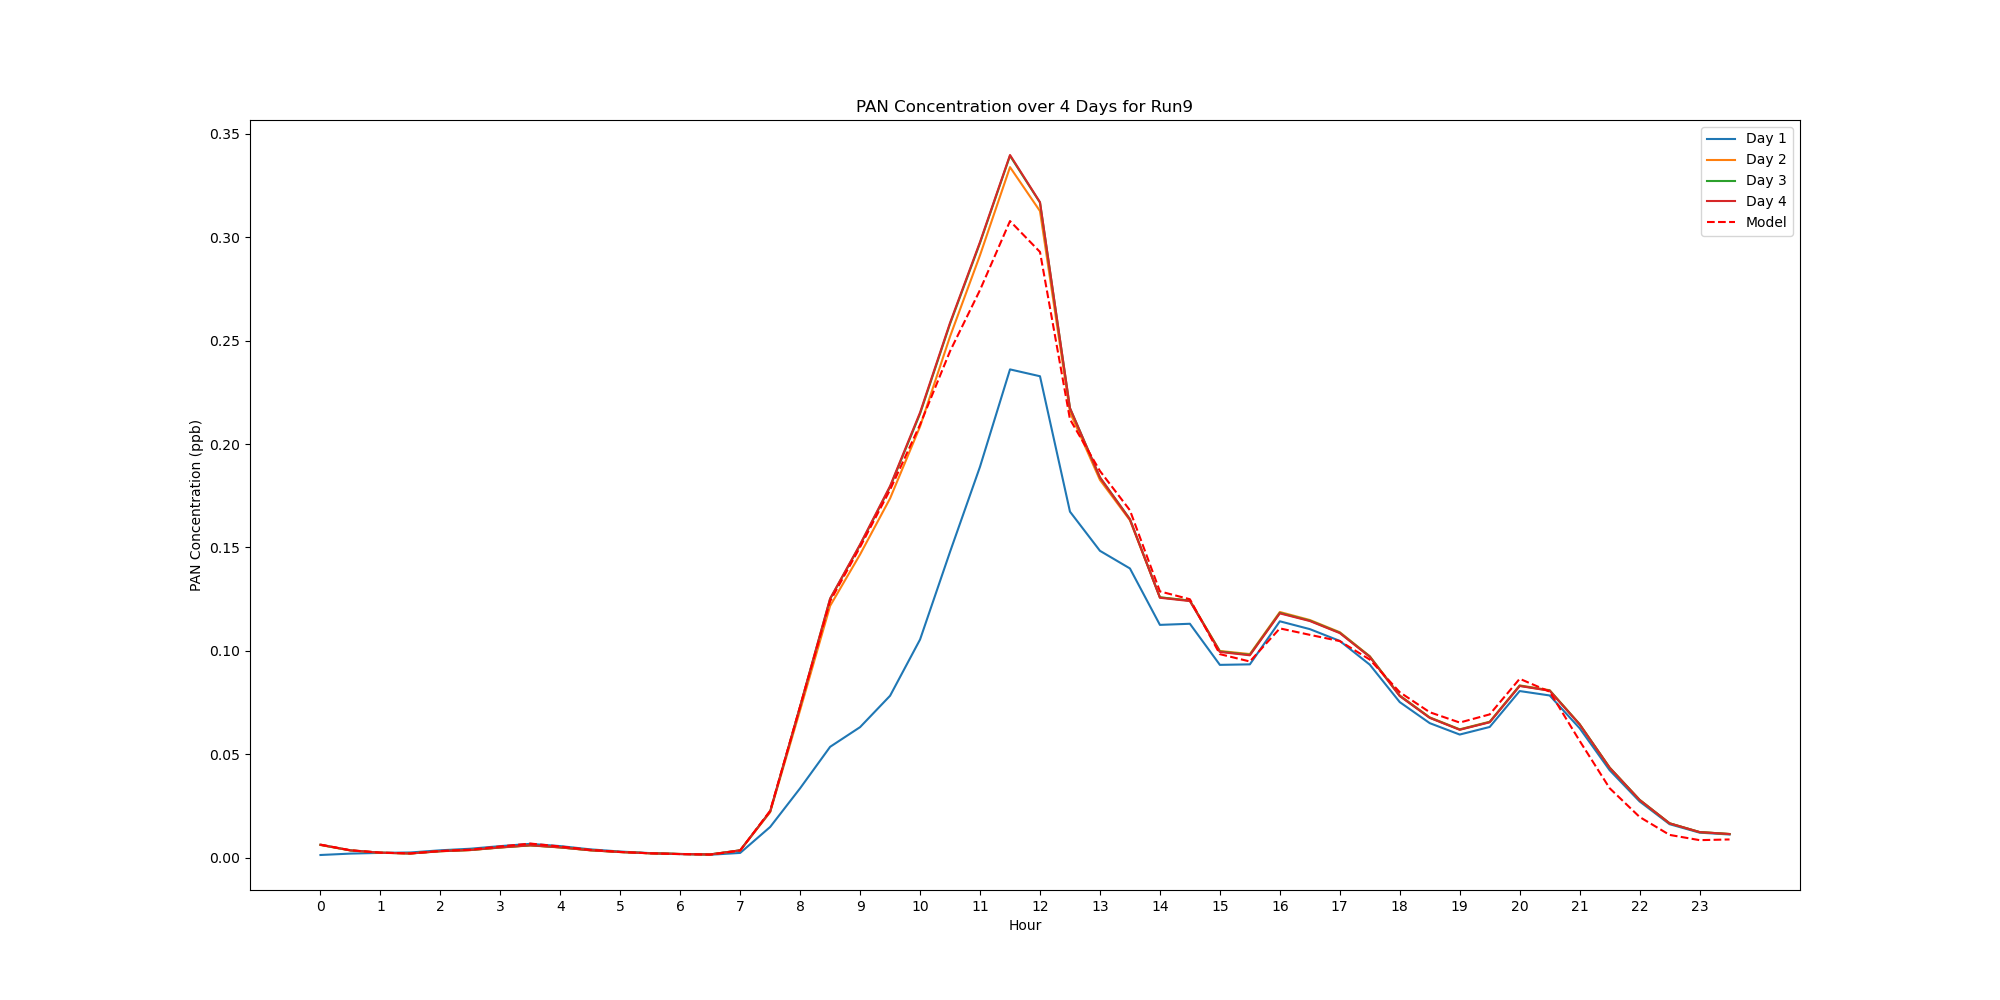 PAN Concentration over 4 Days for Run9
Day 1
Day 2
Day 3
Day 4
Model
PAN Concentration (ppb)
0.35
0.30
0.25
0.20
0.15
0.10
0.05
0.00
0 1 2 3 4 5 6 7 8 9 10 11 12 13 14 15 16 17 18 19 20 21 22 23
Hour